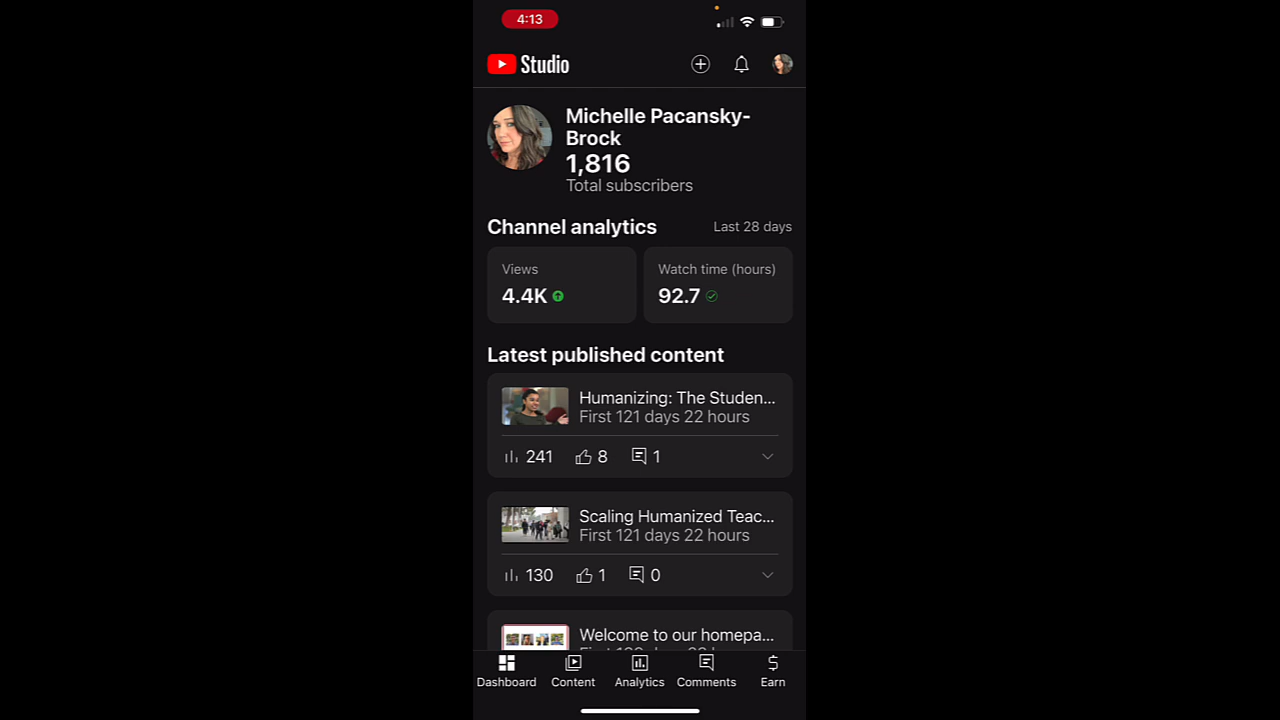 4:13
Studio
Michelle Pacansky-
Brock
1,816
Total subscribers
Channel analytics
Last 28 days
Views
Watch time (hours)
4.4K
92.7
Latest published content
Humanizing: The Studen...
First 121 days 22 hours
241
8
1
Scaling Humanized Teac...
First 121 days 22 hours
130
1
0
Welcome to our homepa...
Dashboard
Content
Analytics
Comments
Earn